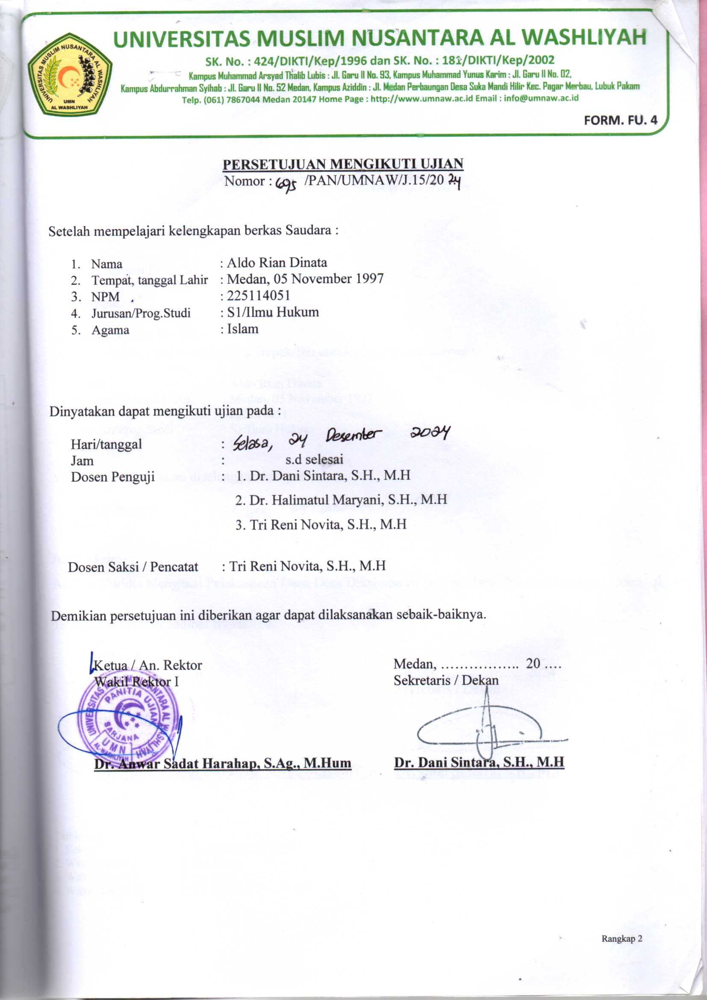 UNIVERSITAS MUSLIM NUSANTARA AL WASHLIYAH
UMN
AL WASHLIYAH
UNIVERSITAS MUSLIM NUSANTARA AL WASHLIYAH
SK. No. : 424/DIKTI/Kep/1996 dan SK. No. : 181/DIKTI/Kep/2002
Kampus Muhammad Arsyad Thalib Lubis : Jl. Garu II No. 93, Kampus Muhammad Yunus Karim : Jl. Garu II No. 02,
Kampus Abdurrahman Syihab : Jl. Garu II No. 52 Medan, Kampus Aziddin : Jl. Medan Perbaungan Desa Suka Mandi Hilir Kec. Pagar Merbau, Lubuk Pakam
Telp. (061) 7867044 Medan 20147 Home Page : http://www.umnaw.ac.id Email : info@umnaw.ac.id
FORM. FU. 4
PERSETUJUAN MENGIKUTI UJIAN
Nomor : 695 /PAN/UMNAW/J.15/20 24
Setelah mempelajari kelengkapan berkas Saudara :
1. Nama : Aldo Rian Dinata
2. Tempat, tanggal Lahir : Medan, 05 November 1997
3. NPM : 225114051
4. Jurusan/Prog.Studi : S1/Ilmu Hukum
5. Agama : Islam
Dinyatakan dapat mengikuti ujian pada :
Hari/tanggal : Selasa, 24 Desember 2024
Jam : s.d selesai
Dosen Penguji : 1. Dr. Dani Sintara, S.H., M.H
2. Dr. Halimatul Maryani, S.H., M.H
3. Tri Reni Novita, S.H., M.H
Dosen Saksi / Pencatat : Tri Reni Novita, S.H., M.H
Demikian persetujuan ini diberikan agar dapat dilaksanakan sebaik-baiknya.
Ketua / An. Rektor
Wakil Rektor I
Medan, ................. 20 ....
Sekretaris / Dekan
UNIVERSITAS MUSLIM NUSANTARA AL WASHLIYAH
PANITIA UJIAN
SARJANA
UMN
AL-WASHLIYAH
Dr. Anwar Sadat Harahap, S.Ag., M.Hum
Dr. Dani Sintara, S.H., M.H
Rangkap 2